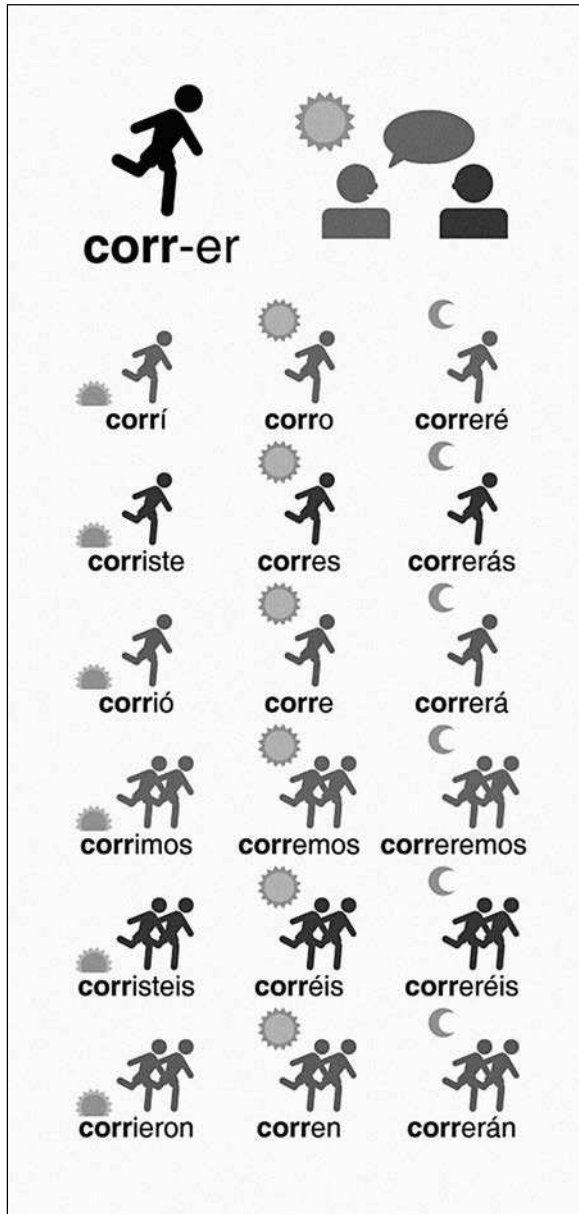 corr-er
corrí corro correré
corriste corres correrás
corrió corre correrá
corrimos corremos correremos
corristeis corréis correréis
corrieron corren correrán